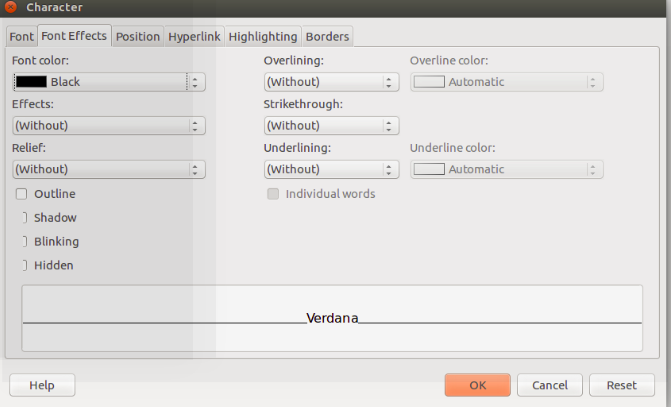 Character
Font Font Effects Position Hyperlink Highlighting Borders
Font color: Overlining: Overline color:
Black (Without) Automatic
Effects: Strikethrough:
(Without) (Without)
Relief: Underlining: Underline color:
(Without) (Without) Automatic
Outline Individual words
Shadow
Blinking
Hidden
Verdana
Help OK Cancel Reset